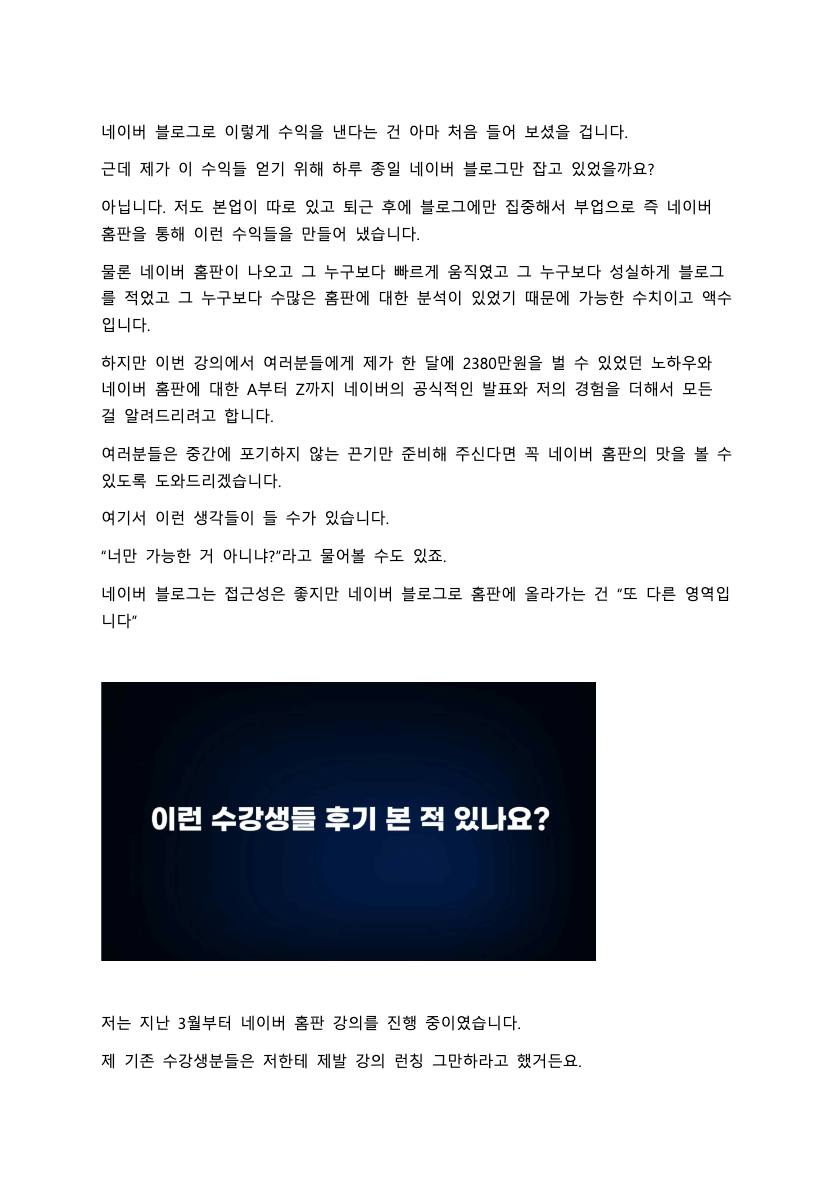 네이버 블로그로 이렇게 수익을 낸다는 건 아마 처음 들어 보셨을 겁니다.
근데 제가 이 수익들 얻기 위해 하루 종일 네이버 블로그만 잡고 있었을까요?
아닙니다. 저도 본업이 따로 있고 퇴근 후에 블로그에만 집중해서 부업으로 즉 네이버
홈판을 통해 이런 수익들을 만들어 냈습니다.
물론 네이버 홈판이 나오고 그 누구보다 빠르게 움직였고 그 누구보다 성실하게 블로그
를 적었고 그 누구보다 수많은 홈판에 대한 분석이 있었기 때문에 가능한 수치이고 액수
입니다.
하지만 이번 강의에서 여러분들에게 제가 한 달에 2380만원을 벌 수 있었던 노하우와
네이버 홈판에 대한 A부터 Z까지 네이버의 공식적인 발표와 저의 경험을 더해서 모든
걸 알려드리려고 합니다.
여러분들은 중간에 포기하지 않는 끈기만 준비해 주신다면 꼭 네이버 홈판의 맛을 볼 수
있도록 도와드리겠습니다.
여기서 이런 생각들이 들 수가 있습니다.
“너만 가능한 거 아니냐?”라고 물어볼 수도 있죠.
네이버 블로그는 접근성은 좋지만 네이버 블로그로 홈판에 올라가는 건 “또 다른 영역입
니다”
이런 수강생들 후기 본 적 있나요?
저는 지난 3월부터 네이버 홈판 강의를 진행 중이였습니다.
제 기존 수강생분들은 저한테 제발 강의 런칭 그만하라고 했거든요.